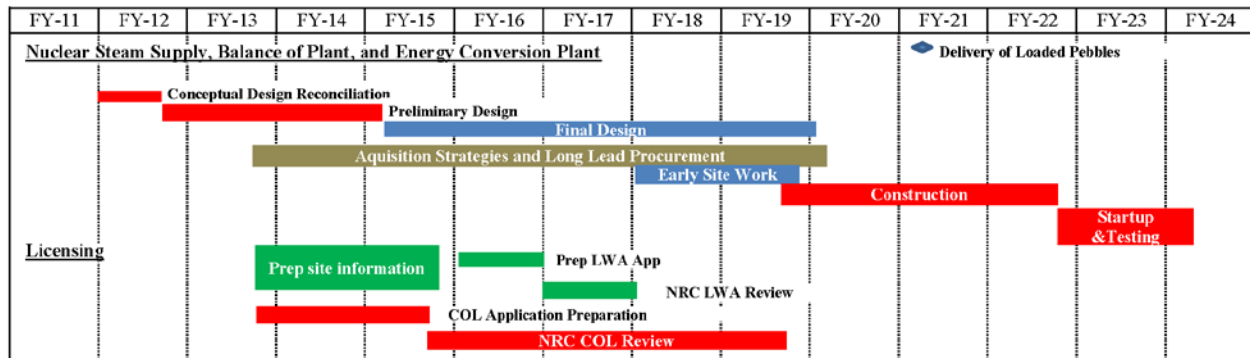 FY-11 FY-12 FY-13 FY-14 FY-15 FY-16 FY-17 FY-18 FY-19 FY-20 FY-21 FY-22 FY-23 FY-24
Nuclear Steam Supply, Balance of Plant, and Energy Conversion Plant
Delivery of Loaded Pebbles
Conceptual Design Reconciliation
Preliminary Design
Final Design
Aquisition Strategies and Long Lead Procurement
Early Site Work
Construction
Startup
&Testing
Licensing
Prep site information
Prep LWA App
NRC LWA Review
COL Application Preparation
NRC COL Review